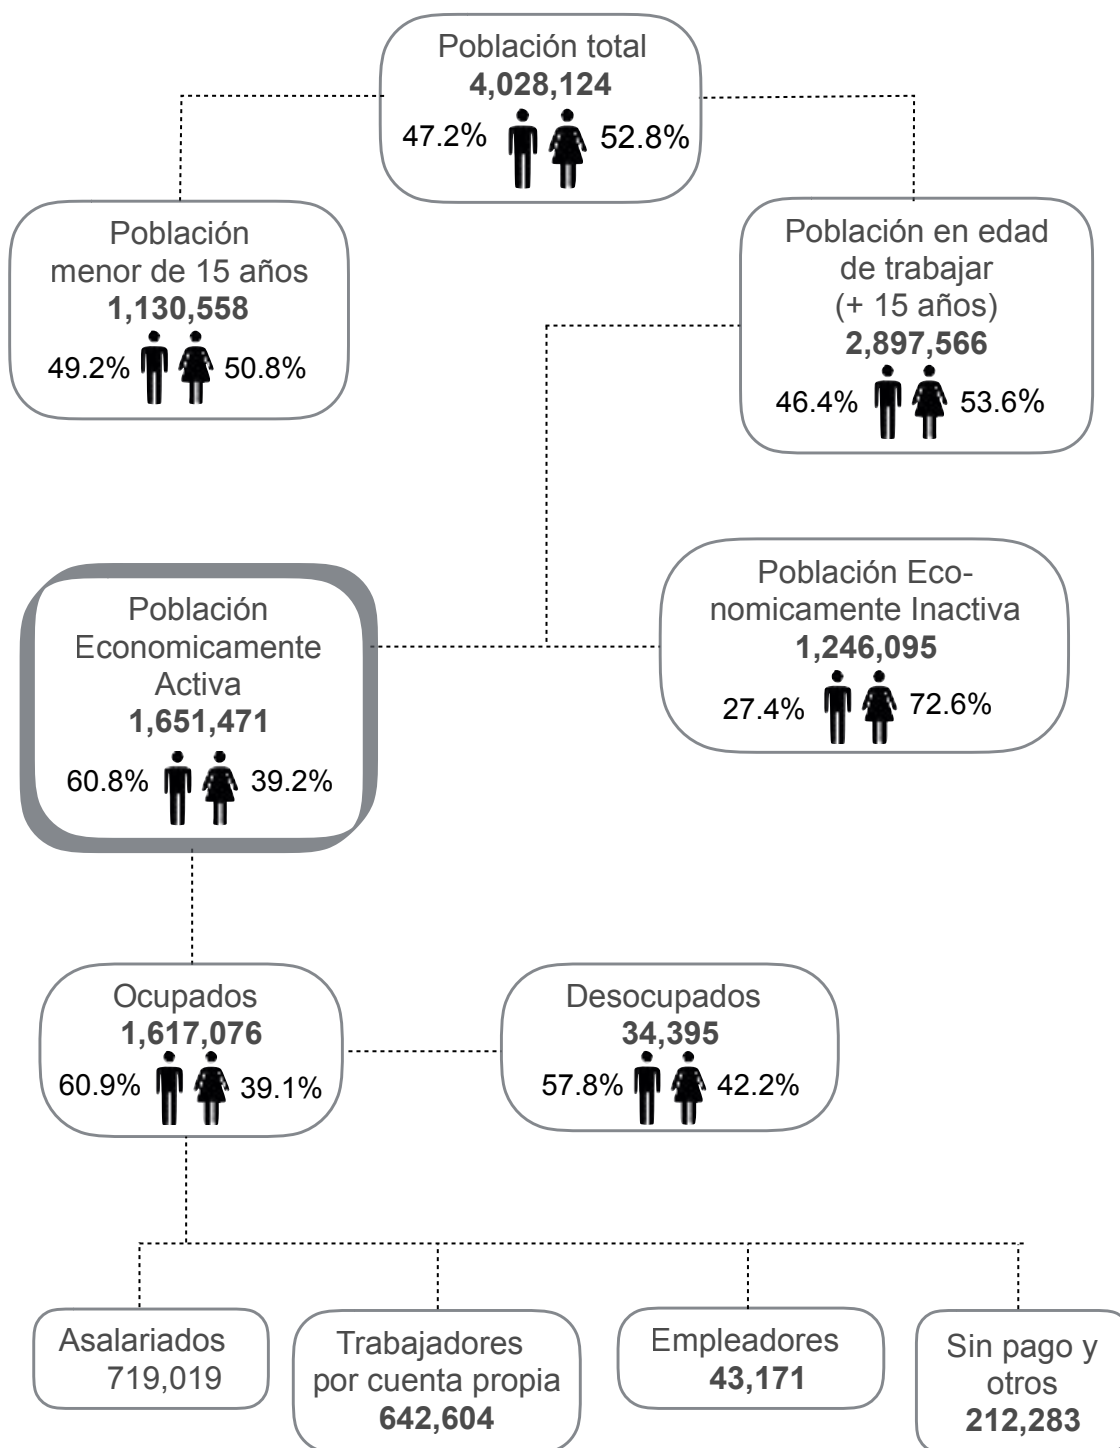 Población total
4,028,124
47.2% 52.8%
Población
menor de 15 años
1,130,558
49.2% 50.8%
Población en edad
de trabajar
(+ 15 años)
2,897,566
46.4% 53.6%
Población
Economicamente
Activa
1,651,471
60.8% 39.2%
Población Eco-
nomicamente Inactiva
1,246,095
27.4% 72.6%
Ocupados
1,617,076
60.9% 39.1%
Desocupados
34,395
57.8% 42.2%
Asalariados
719,019
Trabajadores
por cuenta propia
642,604
Empleadores
43,171
Sin pago y
otros
212,283